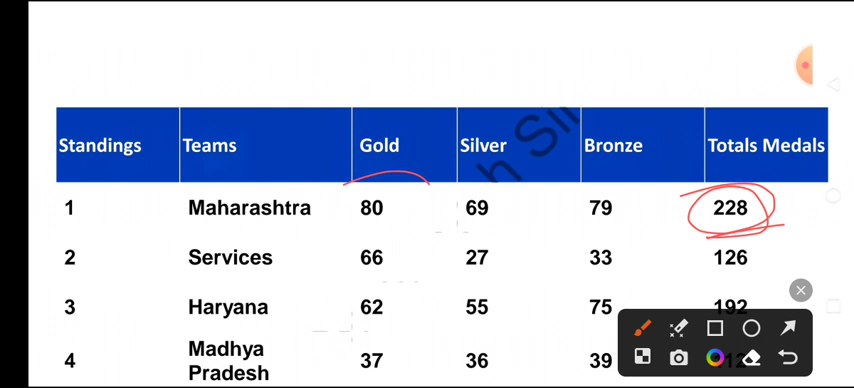 Standings Teams Gold Silver Bronze Totals Medals
1 Maharashtra 80 69 79 228
2 Services 66 27 33 126
3 Haryana 62 55 75 192
4 Madhya Pradesh 37 36 39